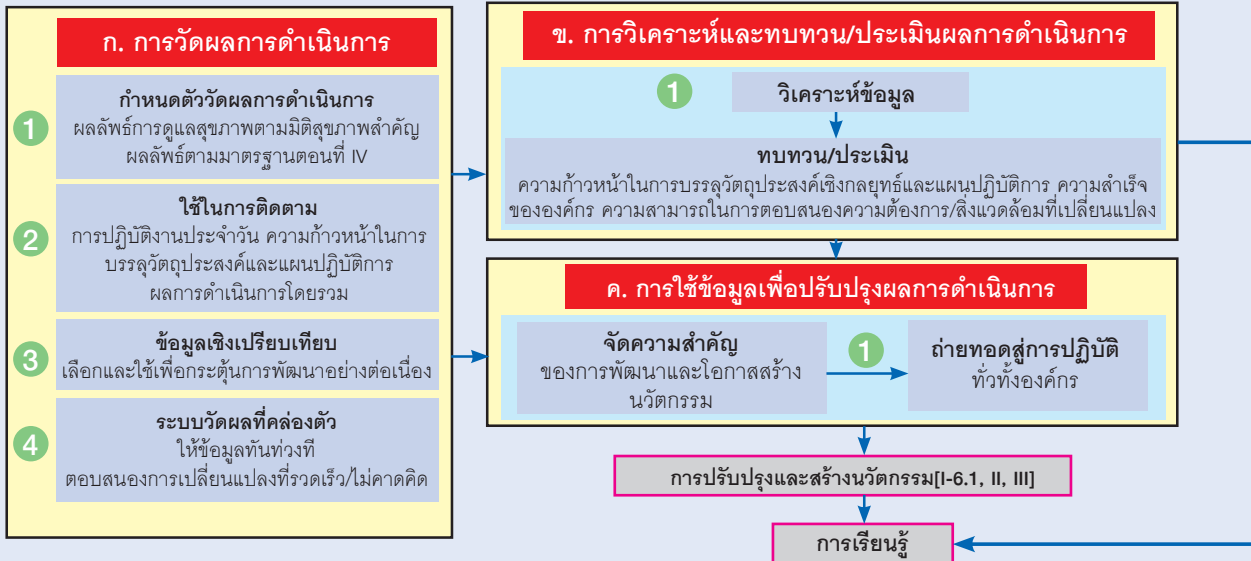 ก. การวัดผลการดำเนินการ
1
กำหนดตัววัดผลการดำเนินการ
ผลลัพธ์การดูแลสุขภาพตามมิติสุขภาพสำคัญ
ผลลัพธ์ตามมาตรฐานตอนที่ IV
2
ใช้ในการติดตาม
การปฏิบัติงานประจำวัน ความก้าวหน้าในการ
บรรลุวัตถุประสงค์และแผนปฏิบัติการ
ผลการดำเนินการโดยรวม
3
ข้อมูลเชิงเปรียบเทียบ
เลือกและใช้เพื่อกระตุ้นการพัฒนาอย่างต่อเนื่อง
4
ระบบวัดผลที่คล่องตัว
ให้ข้อมูลทันท่วงที
ตอบสนองการเปลี่ยนแปลงที่รวดเร็ว/ไม่คาดคิด
ข. การวิเคราะห์และทบทวน/ประเมินผลการดำเนินการ
1
วิเคราะห์ข้อมูล
ทบทวน/ประเมิน
ความก้าวหน้าในการบรรลุวัตถุประสงค์เชิงกลยุทธ์และแผนปฏิบัติการ ความสำเร็จ
ขององค์กร ความสามารถในการตอบสนองความต้องการ/สิ่งแวดล้อมที่เปลี่ยนแปลง
ค. การใช้ข้อมูลเพื่อปรับปรุงผลการดำเนินการ
จัดความสำคัญ
ของการพัฒนาและโอกาสสร้าง
นวัตกรรม
1
ถ่ายทอดสู่การปฏิบัติ
ทั่วทั้งองค์กร
การปรับปรุงและสร้างนวัตกรรม[I-6.1, II, III]
การเรียนรู้